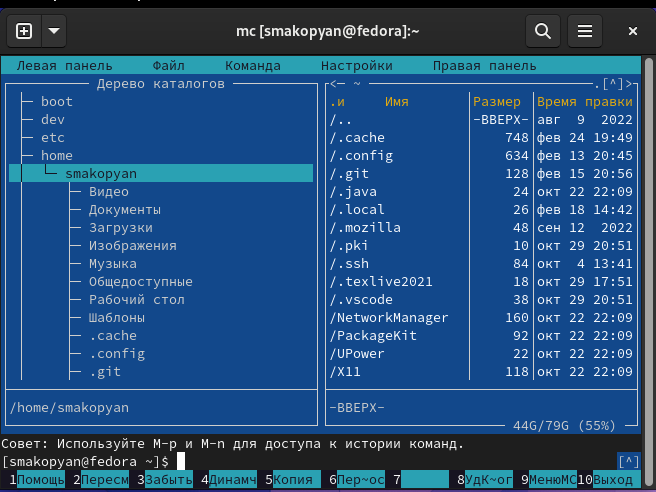 mc [smakopyan@fedora]:~
Левая панель Файл Команда Настройки Правая панель
Дерево каталогов
boot
dev
etc
home
smakopyan
Видео
Документы
Загрузки
Изображения
Музыка
Общедоступные
Рабочий стол
Шаблоны
.cache
.config
.git
/home/smakopyan
<─ ~ .[^]>
.и Имя Размер Время правки
/.. -ВВЕРХ- авг 9 2022
/.cache 748 фев 24 19:49
/.config 634 фев 13 20:45
/.git 128 фев 15 20:56
/.java 24 окт 22 22:09
/.local 26 фев 18 14:42
/.mozilla 48 сен 12 2022
/.pki 10 окт 29 20:51
/.ssh 84 окт 4 13:41
/.texlive2021 18 окт 29 17:51
/.vscode 38 окт 29 20:51
/NetworkManager 160 окт 22 22:09
/PackageKit 92 окт 22 22:09
/UPower 22 окт 22 22:09
/X11 118 окт 22 22:09
-ВВЕРХ-
44G/79G (55%)
Совет: Используйте M-p и M-n для доступа к истории команд.
[smakopyan@fedora ~]$ [^]
1Помощь 2Пересм 3Забыть 4Динамч 5Копия 6Пер~ос 7 8УдК~ог 9МенюMC 10Выход